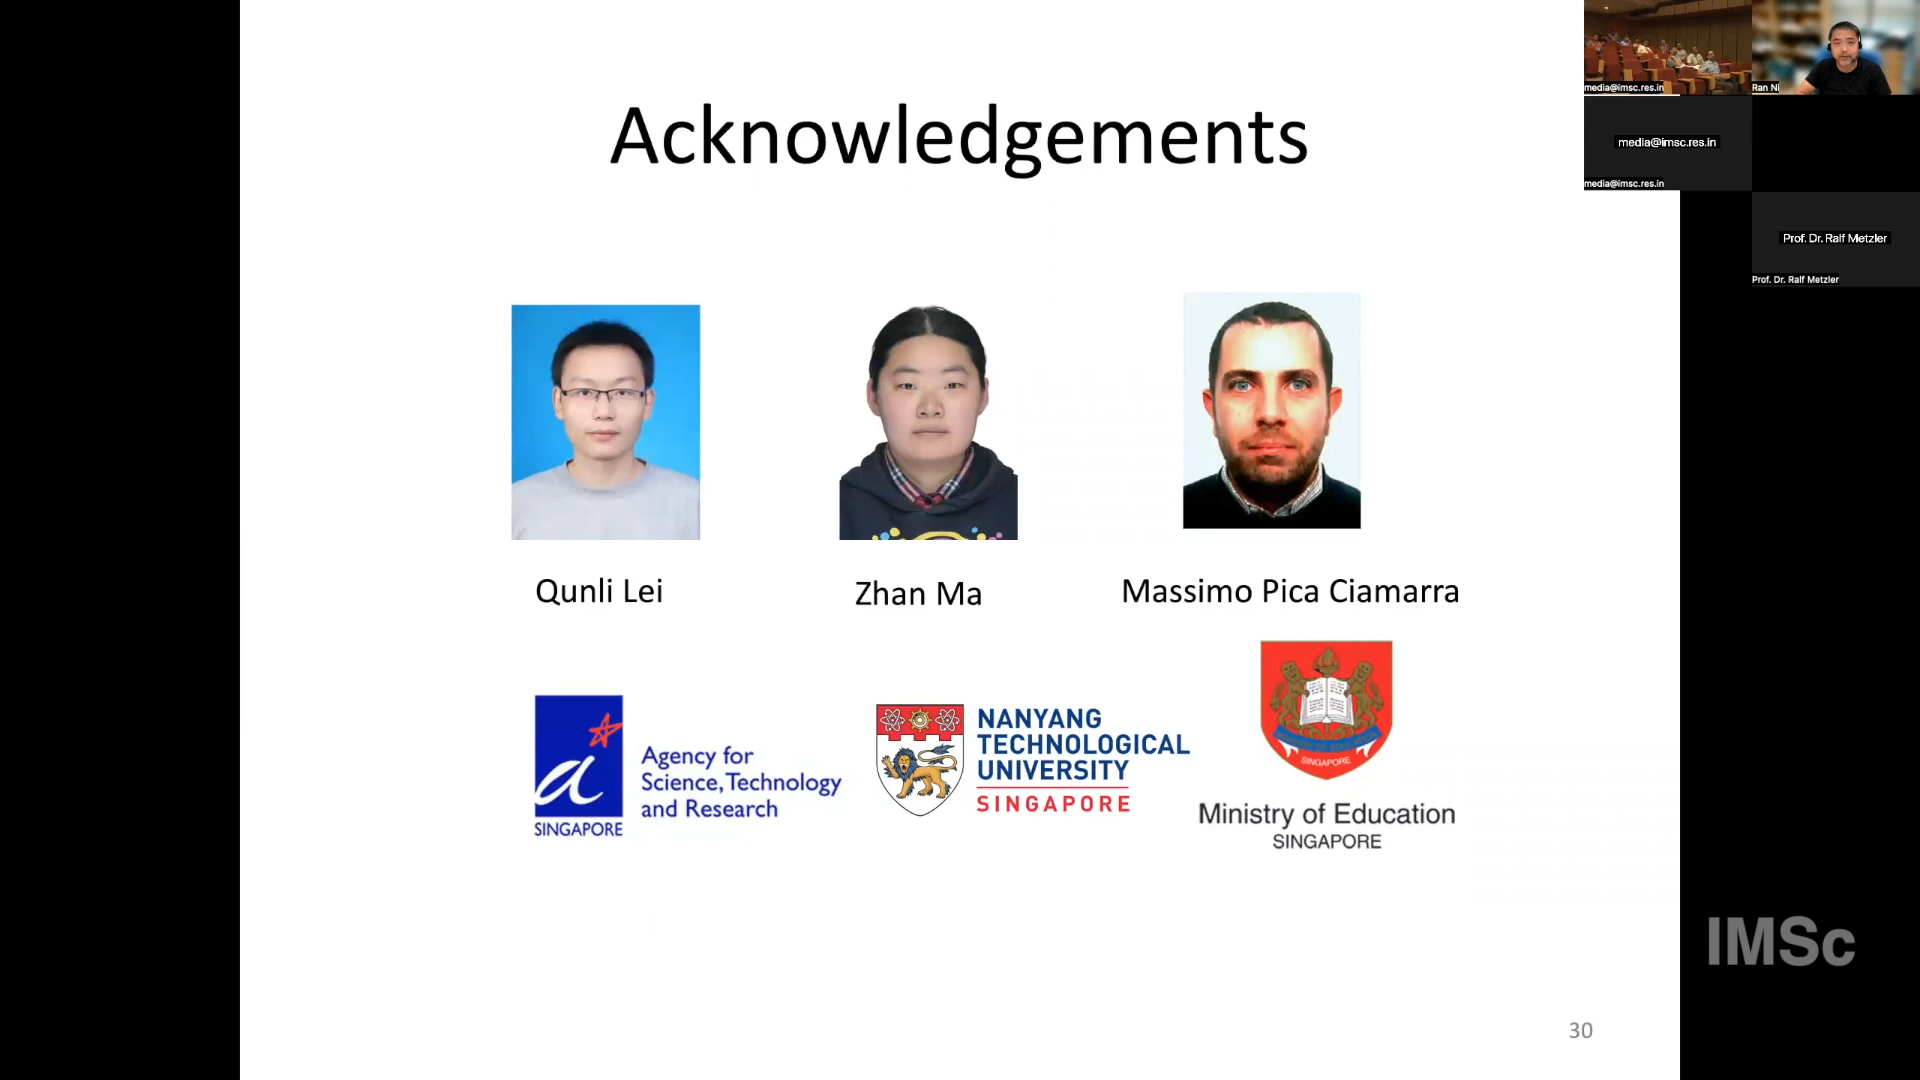 Acknowledgements
media@imsc.res.in
Ran Ni
media@imsc.res.in
media@imsc.res.in
Prof. Dr. Ralf Metzler
Prof. Dr. Ralf Metzler
Qunli Lei
Zhan Ma
Massimo Pica Ciamarra
a
SINGAPORE
Agency for
Science, Technology
and Research
NANYANG
TECHNOLOGICAL
UNIVERSITY
SINGAPORE
SINGAPORE
Ministry of Education
SINGAPORE
IMSc
30